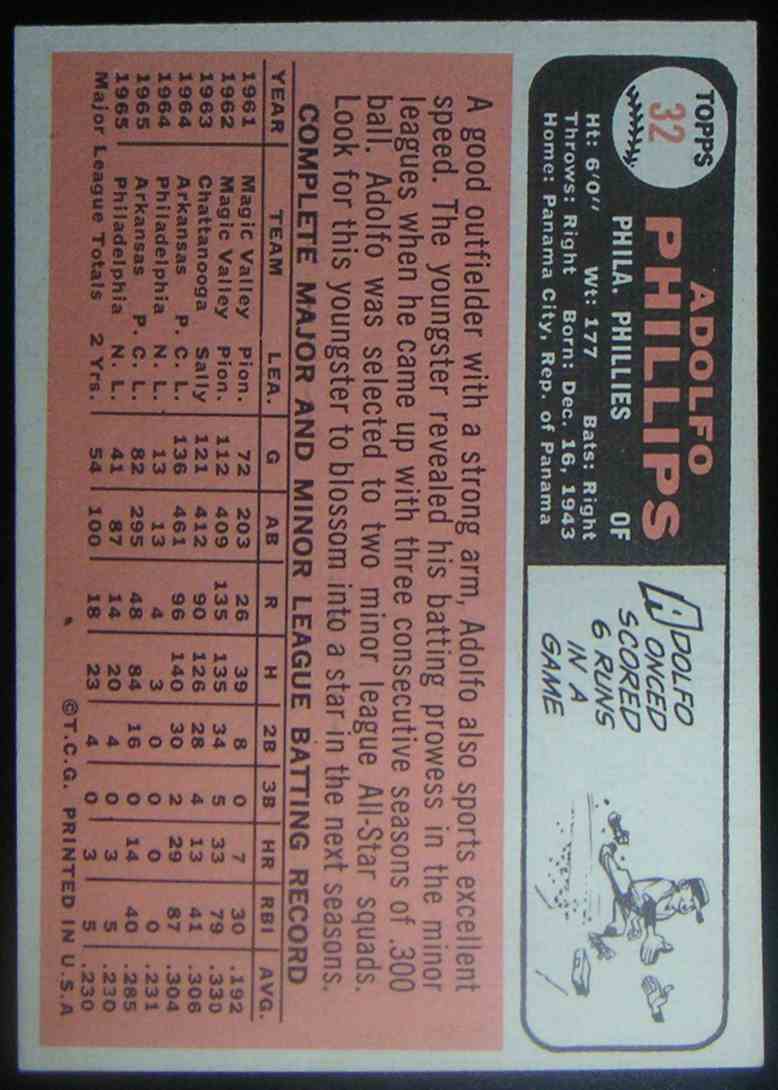 TOPPS
32
ADOLFO
PHILLIPS
PHILA. PHILLIES OF
Ht: 6'0" Wt: 177 Bats: Right
Throws: Right Born: Dec. 16, 1943
Home: Panama City, Rep. of Panama
ADOLFO
ONCED
SCORED
6 RUNS
IN A
GAME
A good outfielder with a strong arm, Adolfo also sports excellent
speed. The youngster revealed his batting prowess in the minor
leagues when he came up with three consecutive seasons of .300
ball. Adolfo was selected to two minor league All-Star squads.
Look for this youngster to blossom into a star in the next seasons.
COMPLETE MAJOR AND MINOR LEAGUE BATTING RECORD
YEAR TEAM LEA. G AB R H 2B 3B HR RBI AVG.
1961 Magic Valley Pion. 72 203 26 39 8 0 7 30 .192
1962 Magic Valley Pion. 112 409 135 135 34 5 33 79 .330
1963 Chattanooga Sally 121 412 90 126 28 4 13 41 .306
1964 Arkansas P. C. L. 136 461 96 140 30 2 29 87 .304
1964 Philadelphia N. L. 13 13 4 3 0 0 0 0 .231
1965 Arkansas P. C. L. 82 295 48 84 16 0 14 40 .285
1965 Philadelphia N. L. 41 87 14 20 4 0 3 5 .230
Major League Totals 2 Yrs. 54 100 18 23 4 0 3 5 .230
©T.C.G. PRINTED IN U.S.A